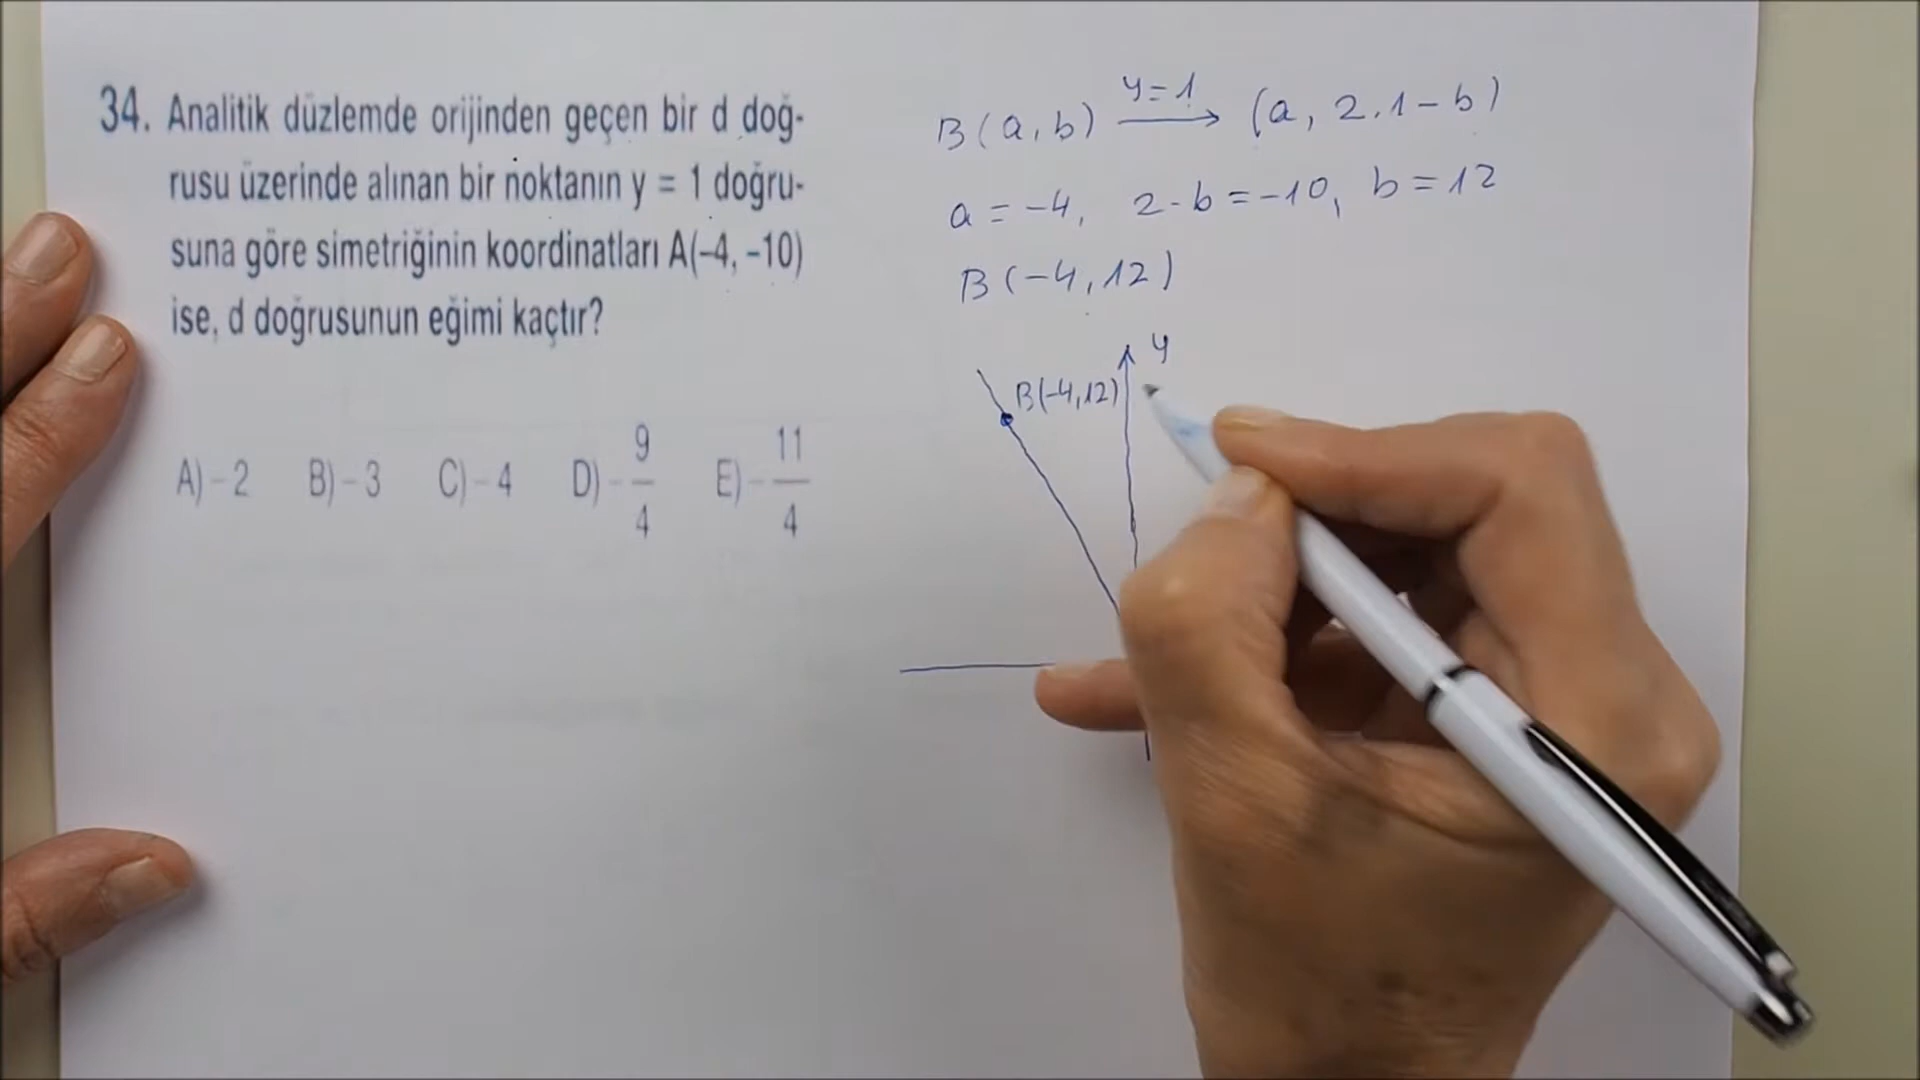 34. Analitik düzlemde orijinden geçen bir d doğ-
rusu üzerinde alınan bir noktanın y = 1 doğru-
suna göre simetriğinin koordinatları A(–4, –10)
ise, d doğrusunun eğimi kaçtır?
A) –2 B) –3 C) –4 D) –9/4 E) –11/4
y=1
B(a,b) → (a, 2.1-b)
a = -4, 2-b = -10, b = 12
B(-4,12)
y
B(-4,12)